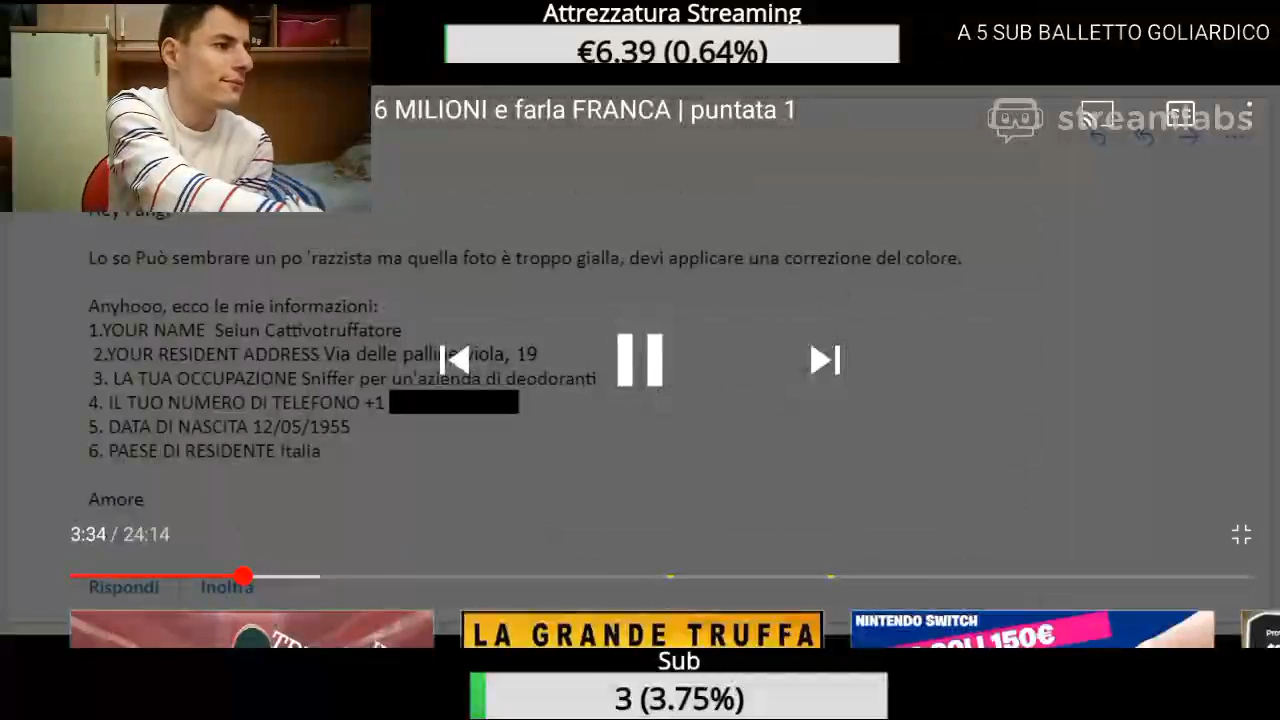 Attrezzatura Streaming
€6.39 (0.64%)
A 5 SUB BALLETTO GOLIARDICO
6 MILIONI e farla FRANCA | puntata 1
streamlabs
Lo so Può sembrare un po 'razzista ma quella foto è troppo gialla, devi applicare una correzione del colore.
Anyhooo, ecco le mie informazioni:
1.YOUR NAME Seiun Cattivotruffatore
2.YOUR RESIDENT ADDRESS Via delle palline viola, 19
3. LA TUA OCCUPAZIONE Sniffer per un'azienda di deodoranti
4. IL TUO NUMERO DI TELEFONO +1
5. DATA DI NASCITA 12/05/1955
6. PAESE DI RESIDENTE Italia
Amore
3:34 / 24:14
Rispondi Inoltra
LA GRANDE TRUFFA
NINTENDO SWITCH
150€
Sub
3 (3.75%)